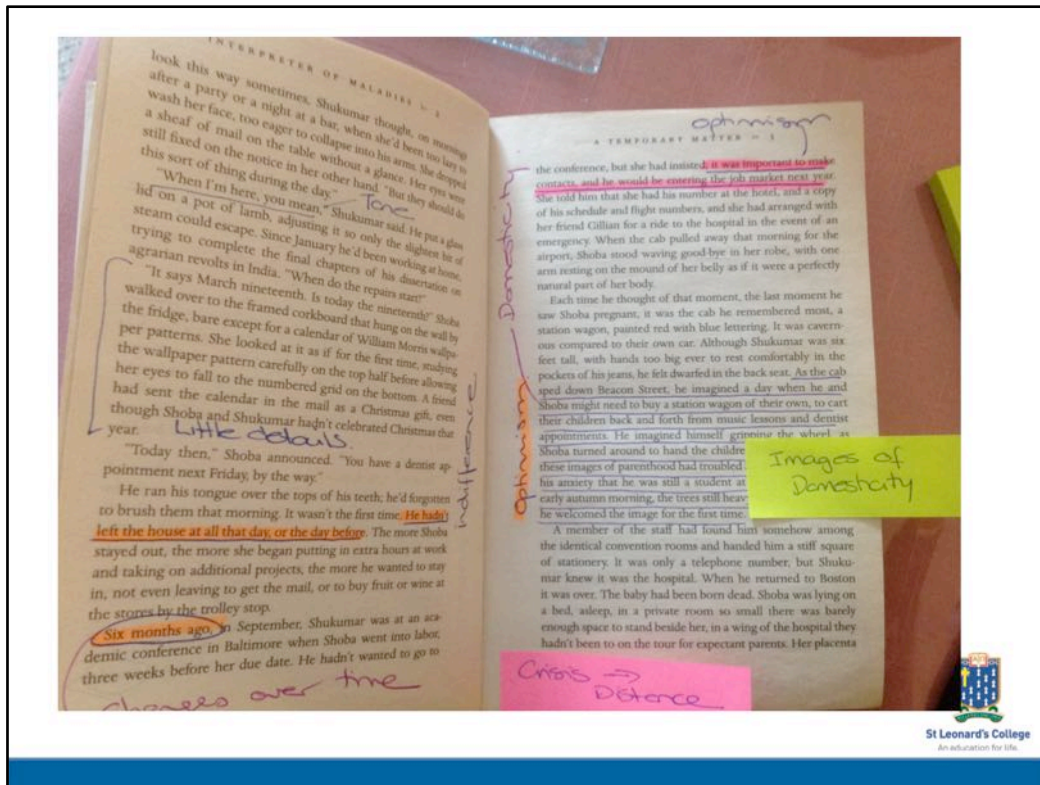 INTERPRETER OF MALADIES 2
look this way sometimes, Shukumar thought, on mornings
after a party or a night at a bar, when she'd been too lazy to
wash her face, too eager to collapse into his arms. She dropped
a sheaf of mail on the table without a glance. Her eyes were
still fixed on the notice in her other hand. "But they should do
this sort of thing during the day."
Tone
"When I'm here, you mean," Shukumar said. He put a glass
lid on a pot of lamb, adjusting it so only the slightest bit of
steam could escape. Since January he'd been working at home,
trying to complete the final chapters of his dissertation on
agrarian revolts in India. "When do the repairs start?"
"It says March nineteenth. Is today the nineteenth?" Shoba
walked over to the framed corkboard that hung on the wall by
the fridge, bare except for a calendar of William Morris wallpa-
per patterns. She looked at it as if for the first time, studying
the wallpaper pattern carefully on the top half before allowing
her eyes to fall to the numbered grid on the bottom. A friend
had sent the calendar in the mail as a Christmas gift, even
though Shoba and Shukumar hadn't celebrated Christmas that
year.
Little details
"Today then," Shoba announced. "You have a dentist ap-
pointment next Friday, by the way."
He ran his tongue over the tops of his teeth; he'd forgotten
to brush them that morning. It wasn't the first time. He hadn't
left the house at all that day, or the day before. The more Shoba
stayed out, the more she began putting in extra hours at work
and taking on additional projects, the more he wanted to stay
in, not even leaving to get the mail, or to buy fruit or wine at
the stores by the trolley stop.
Six months ago, in September, Shukumar was at an aca-
demic conference in Baltimore when Shoba went into labor,
three weeks before her due date. He hadn't wanted to go to
changes over time
indifference
optimism
A TEMPORARY MATTER 3
the conference, but she had insisted; it was important to make
contacts, and he would be entering the job market next year.
She told him that she had his number at the hotel, and a copy
of his schedule and flight numbers, and she had arranged with
her friend Gillian for a ride to the hospital in the event of an
emergency. When the cab pulled away that morning for the
airport, Shoba stood waving good-bye in her robe, with one
arm resting on the mound of her belly as if it were a perfectly
natural part of her body.
Each time he thought of that moment, the last moment he
saw Shoba pregnant, it was the cab he remembered most, a
station wagon, painted red with blue lettering. It was cavern-
ous compared to their own car. Although Shukumar was six
feet tall, with hands too big ever to rest comfortably in the
pockets of his jeans, he felt dwarfed in the back seat. As the cab
sped down Beacon Street, he imagined a day when he and
Shoba might need to buy a station wagon of their own, to cart
their children back and forth from music lessons and dentist
appointments. He imagined himself gripping the wheel, as
Shoba turned around to hand the childre
these images of parenthood had troubled
his anxiety that he was still a student at
early autumn morning, the trees still heav
he welcomed the image for the first time.
A member of the staff had found him somehow among
the identical convention rooms and handed him a stiff square
of stationery. It was only a telephone number, but Shuku-
mar knew it was the hospital. When he returned to Boston
it was over. The baby had been born dead. Shoba was lying on
a bed, asleep, in a private room so small there was barely
enough space to stand beside her, in a wing of the hospital they
hadn't been to on the tour for expectant parents. Her placenta
optimism — Domesticity
Images of
Domesticity
Crisis →
Distance
St Leonard's College
An education for life.